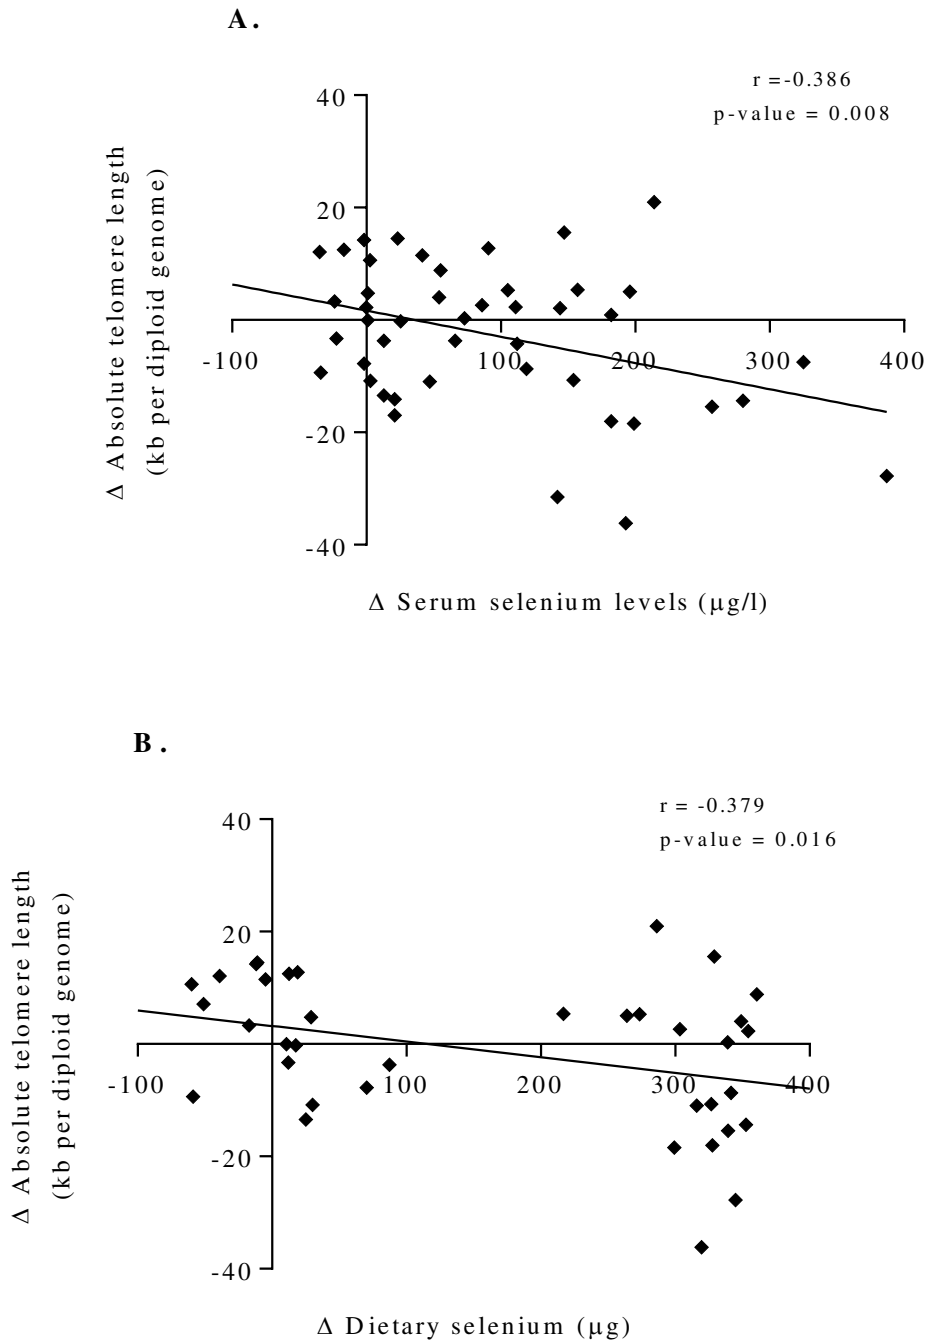 A.
r =-0.386
p-value = 0.008
Δ Absolute telomere length
(kb per diploid genome)
40
20
-100
100
200
300
400
-20
-40
Δ Serum selenium levels (µg/l)
B.
r = -0.379
p-value = 0.016
Δ Absolute telomere length
(kb per diploid genome)
40
20
-100
100
200
300
400
-20
-40
Δ Dietary selenium (µg)